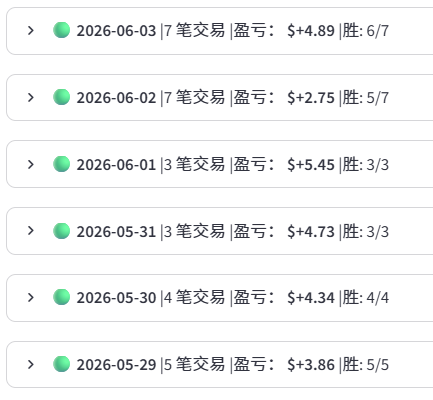 2026-06-03 |7 笔交易 |盈亏： $+4.89 |胜: 6/7
2026-06-02 |7 笔交易 |盈亏： $+2.75 |胜: 5/7
2026-06-01 |3 笔交易 |盈亏： $+5.45 |胜: 3/3
2026-05-31 |3 笔交易 |盈亏： $+4.73 |胜: 3/3
2026-05-30 |4 笔交易 |盈亏： $+4.34 |胜: 4/4
2026-05-29 |5 笔交易 |盈亏： $+3.86 |胜: 5/5